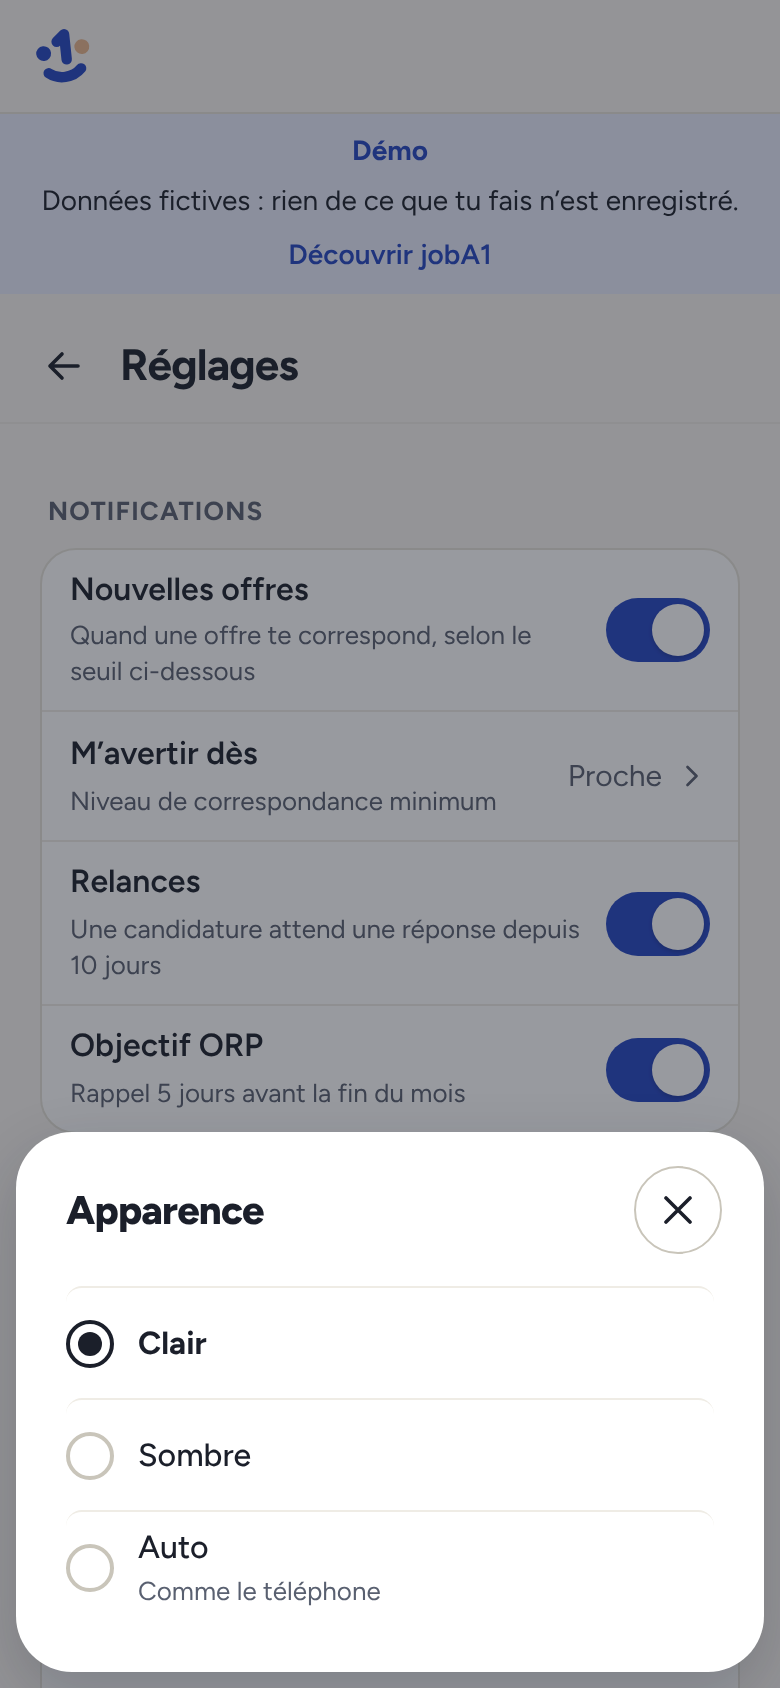 Démo
Données fictives : rien de ce que tu fais n’est enregistré.
Découvrir jobA1
Réglages
NOTIFICATIONS
Nouvelles offres
Quand une offre te correspond, selon le
seuil ci-dessous
M’avertir dès
Niveau de correspondance minimum
Proche
Relances
Une candidature attend une réponse depuis
10 jours
Objectif ORP
Rappel 5 jours avant la fin du mois
Apparence
Clair
Sombre
Auto
Comme le téléphone